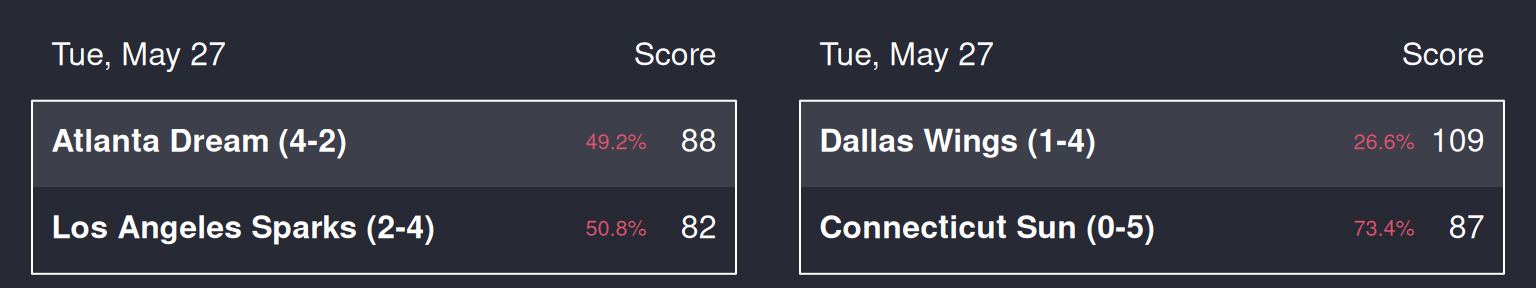 Tue, May 27 Score
Atlanta Dream (4-2) 49.2% 88
Los Angeles Sparks (2-4) 50.8% 82
Tue, May 27 Score
Dallas Wings (1-4) 26.6% 109
Connecticut Sun (0-5) 73.4% 87